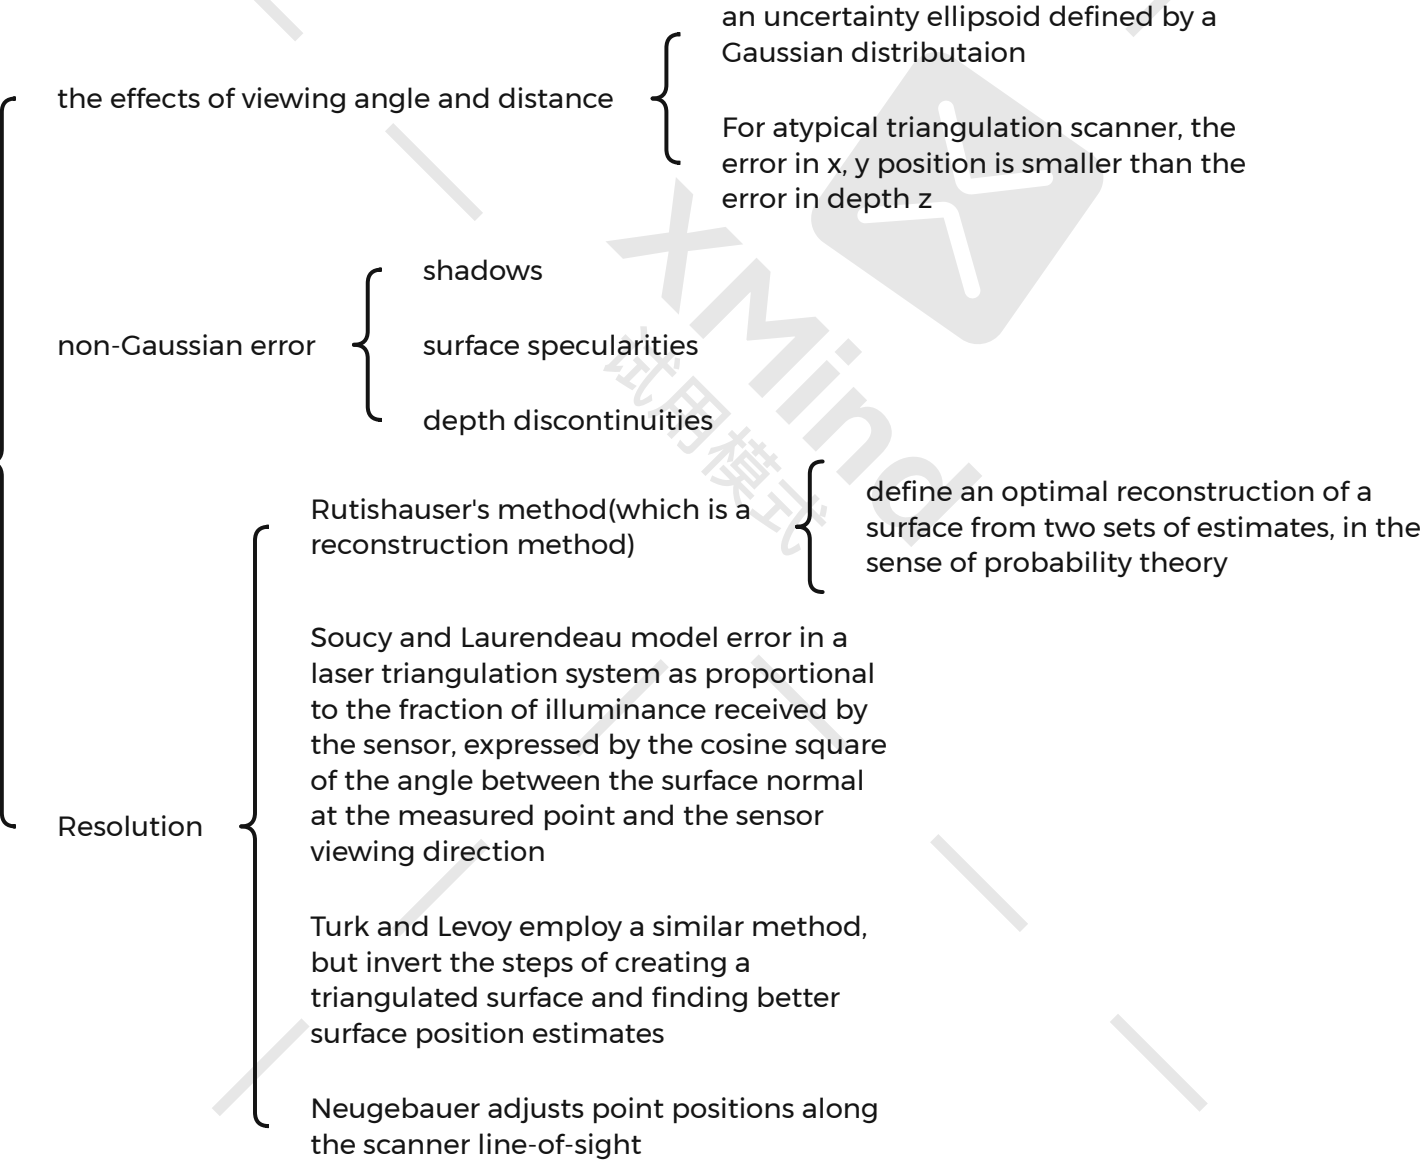 an uncertainty ellipsoid defined by a
Gaussian distributaion
the effects of viewing angle and distance
For atypical triangulation scanner, the
error in x, y position is smaller than the
error in depth z
shadows
non-Gaussian error
surface specularities
depth discontinuities
Rutishauser's method(which is a
reconstruction method)
define an optimal reconstruction of a
surface from two sets of estimates, in the
sense of probability theory
Soucy and Laurendeau model error in a
laser triangulation system as proportional
to the fraction of illuminance received by
the sensor, expressed by the cosine square
of the angle between the surface normal
at the measured point and the sensor
viewing direction
Resolution
Turk and Levoy employ a similar method,
but invert the steps of creating a
triangulated surface and finding better
surface position estimates
Neugebauer adjusts point positions along
the scanner line-of-sight
XMind
试用模式